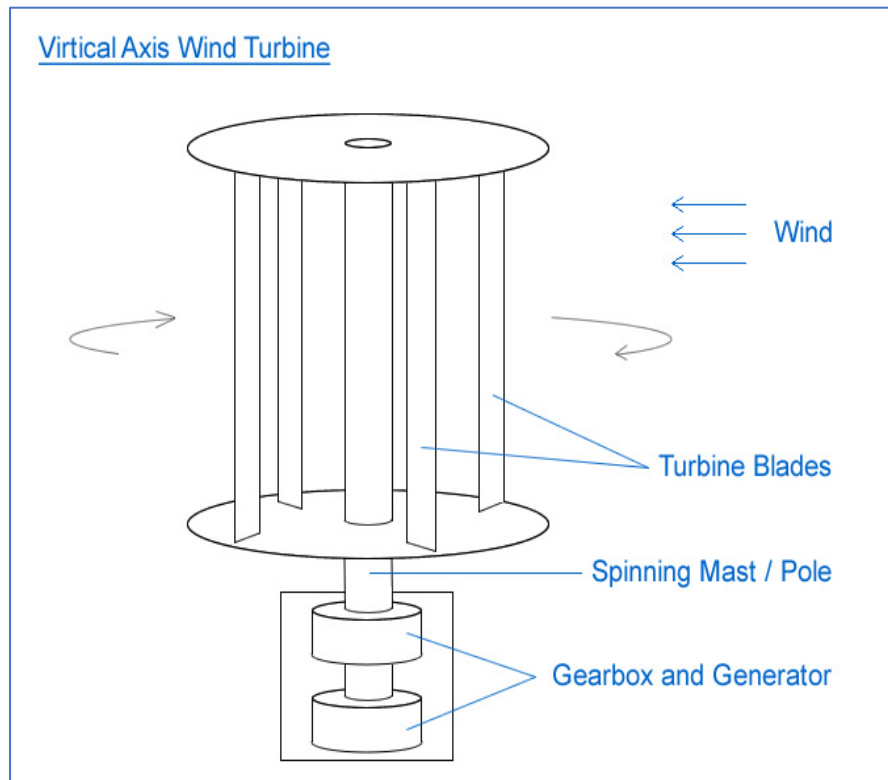 Virtical Axis Wind Turbine
Wind
Turbine Blades
Spinning Mast / Pole
Gearbox and Generator